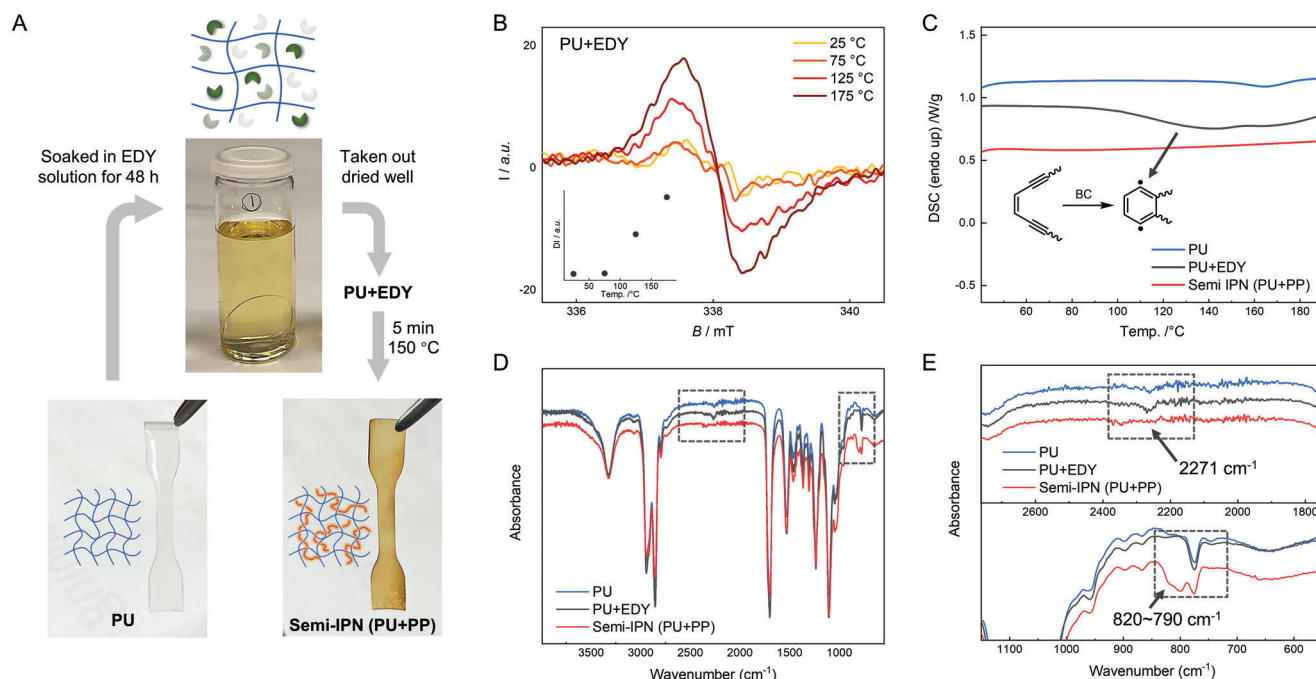 A
Soaked in EDY
solution for 48 h
Taken out
dried well
1
PU+EDY
5 min
150 °C
PU
Semi-IPN (PU+PP)
B
PU+EDY
25 °C
75 °C
125 °C
175 °C
20
0
-20
I / a.u.
DI / a.u.
50 100 150
Temp. /°C
336 338 340
B / mT
C
1.5
1.0
0.5
0.0
-0.5
DSC (endo up) /W/g
BC
PU
PU+EDY
Semi IPN (PU+PP)
40 60 80 100 120 140 160 180
Temp. /°C
D
Absorbance
PU
PU+EDY
Semi-IPN (PU+PP)
3500 3000 2500 2000 1500 1000
Wavenumber (cm⁻¹)
E
Absorbance
PU
PU+EDY
Semi-IPN (PU+PP)
2271 cm⁻¹
2600 2400 2200 2000 1800
820~790 cm⁻¹
1100 1000 900 800 700 600
Wavenumber (cm⁻¹)